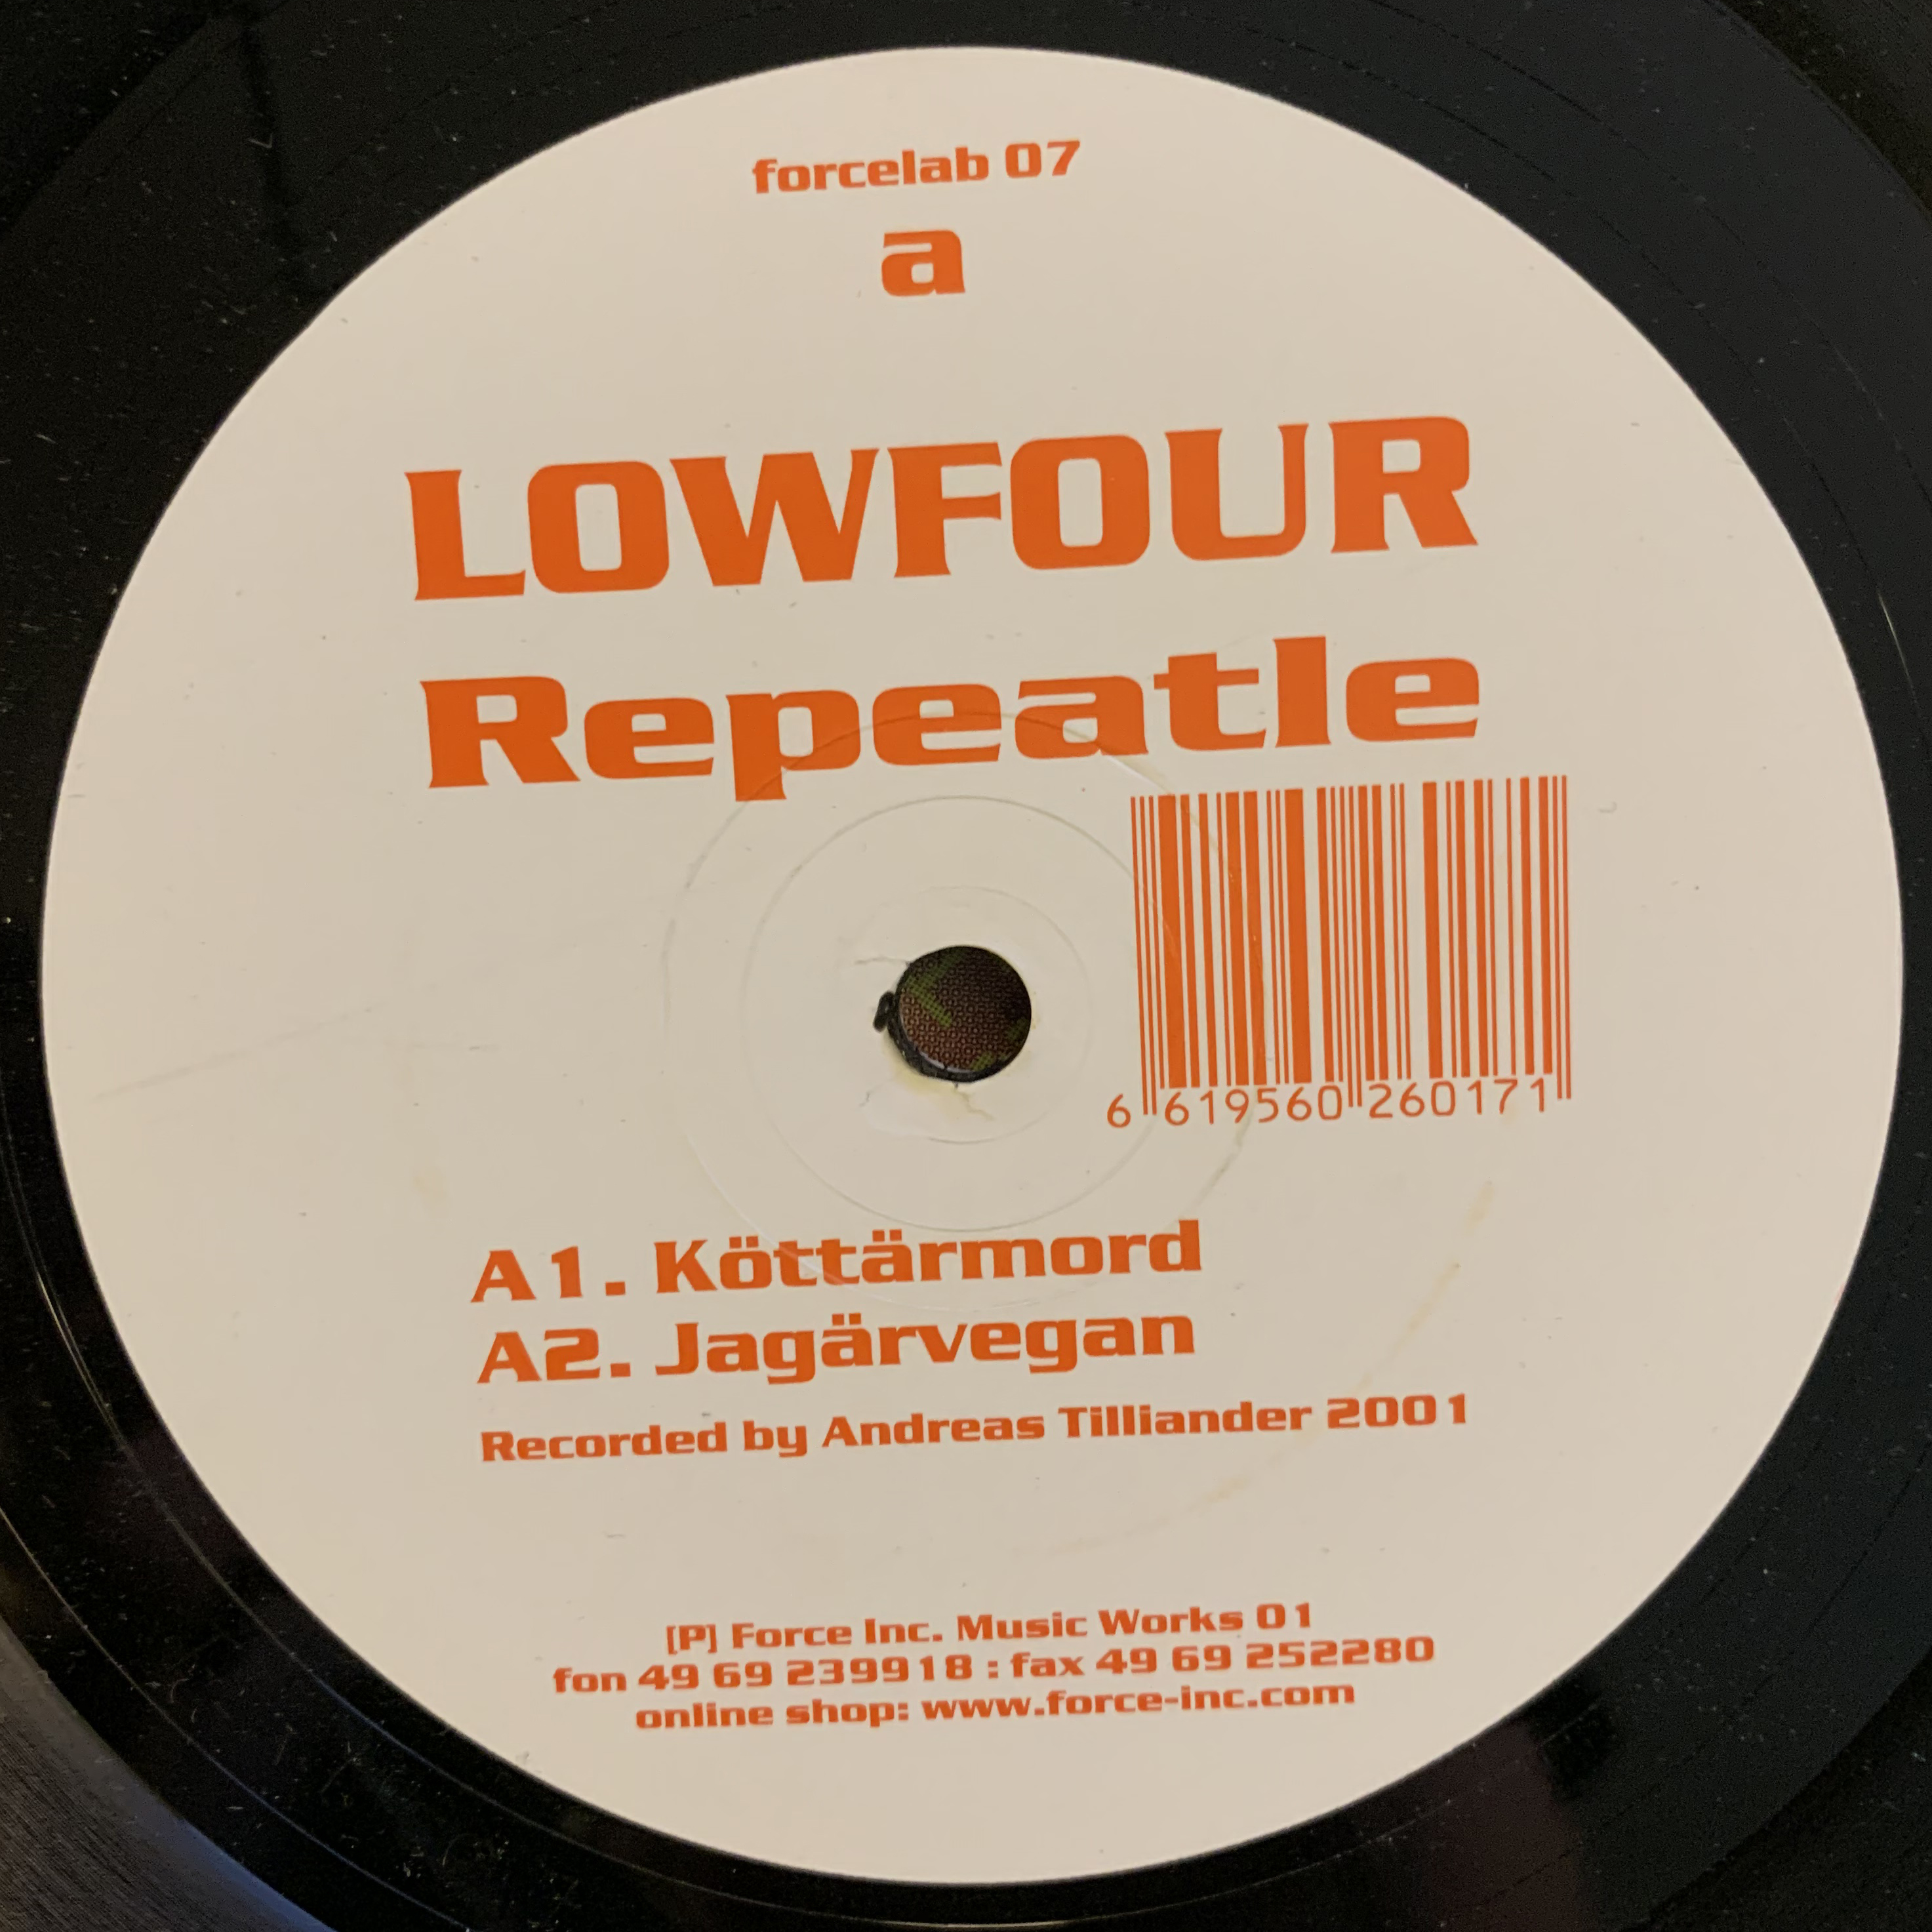 forcelab 07
a
LOWFOUR
Repeatle
6 619560 260171
A1. Köttärmord
A2. Jagärvegan
Recorded by Andreas Tilliander 2001
[P] Force Inc. Music Works 01
fon 49 69 239918 : fax 49 69 252280
online shop: www.force-inc.com